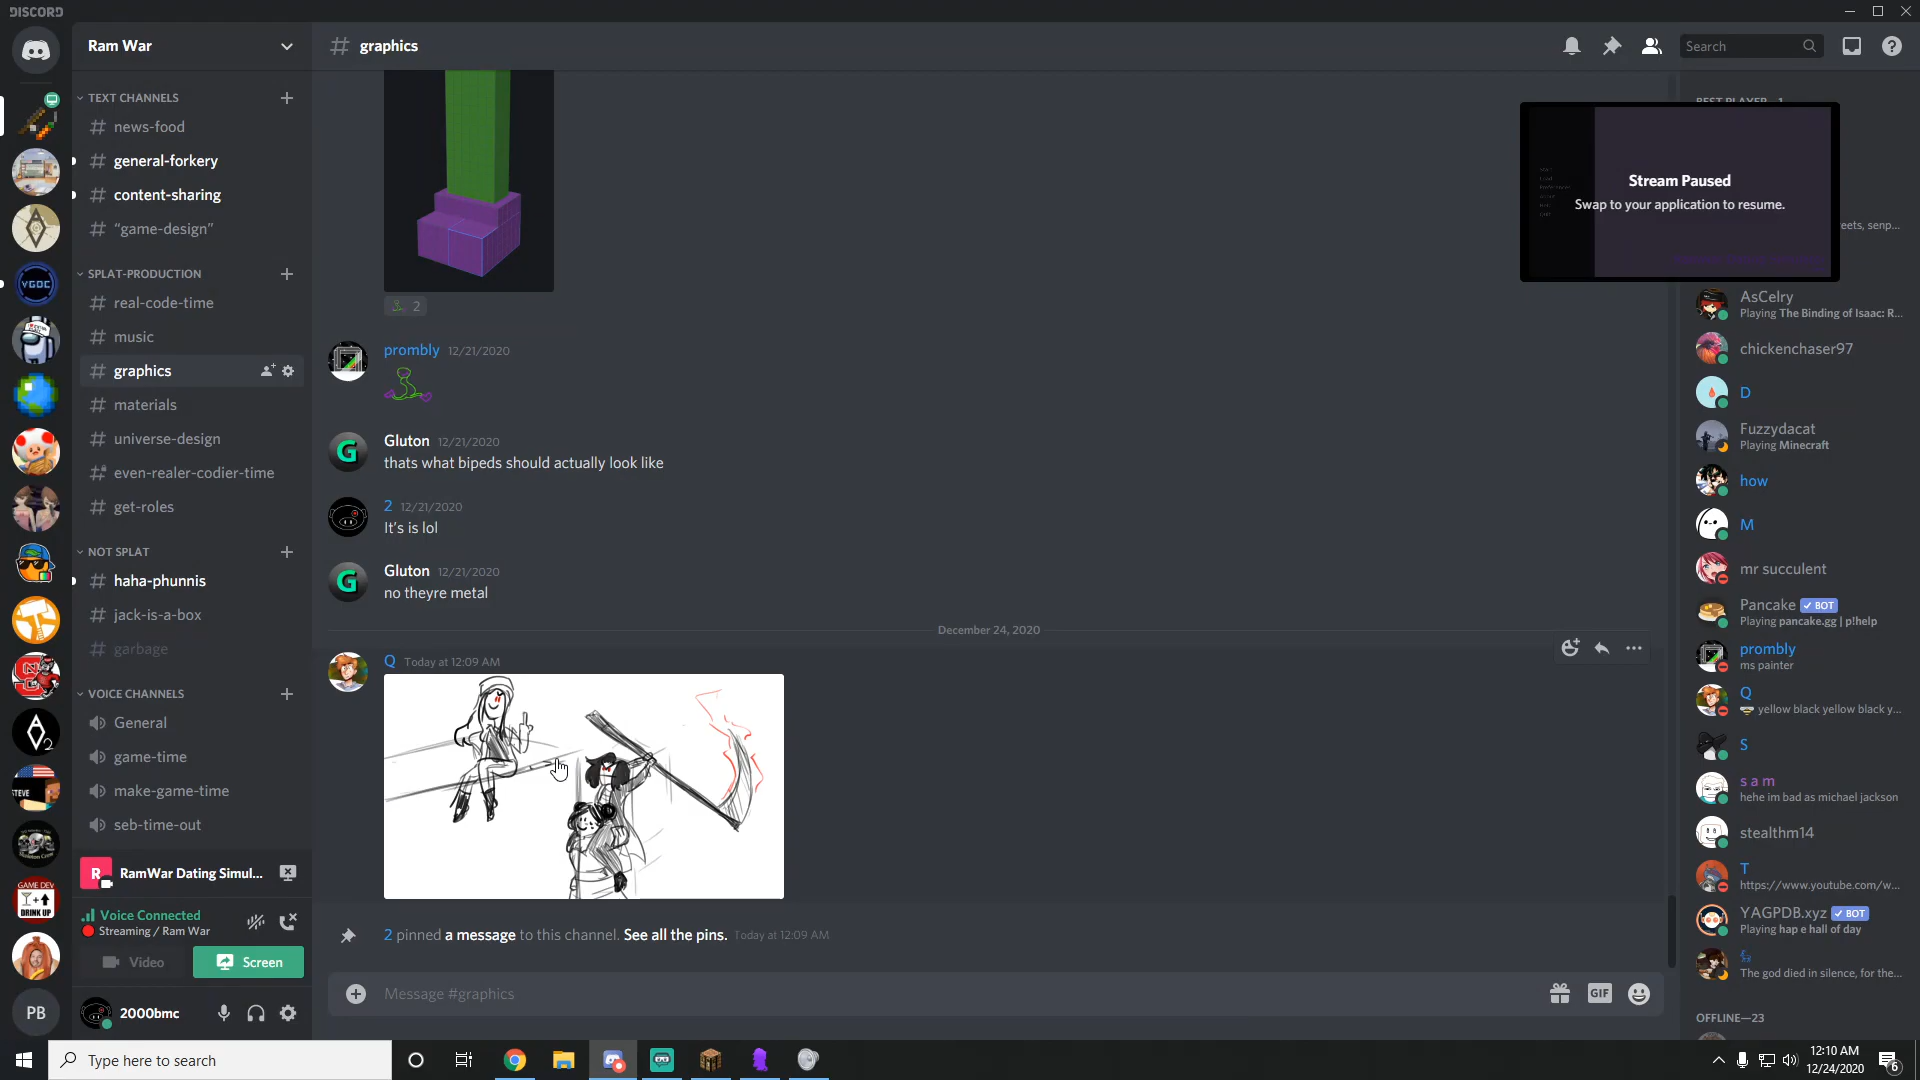 DISCORD
Ram War
TEXT CHANNELS
news-food
general-forkery
content-sharing
“game-design”
SPLAT-PRODUCTION
real-code-time
music
graphics
materials
universe-design
even-realer-codier-time
get-roles
NOT SPLAT
haha-phunnis
jack-is-a-box
garbage
VOICE CHANNELS
General
game-time
make-game-time
seb-time-out
R
RamWar Dating Simul...
Voice Connected
Streaming / Ram War
Video
Screen
2000bmc
VGDC
STEVE
GAME DEV
DRINK UP
PB
# graphics
Search
2
prombly 12/21/2020
G
Gluton 12/21/2020
thats what bipeds should actually look like
2 12/21/2020
It's is lol
G
Gluton 12/21/2020
no theyre metal
December 24, 2020
Q Today at 12:09 AM
2 pinned a message to this channel. See all the pins. Today at 12:09 AM
Message #graphics
GIF
BEST PLAYER—1
Stream Paused
Swap to your application to resume.
eets, senp...
AsCelry
Playing The Binding of Isaac: R...
chickenchaser97
D
Fuzzydacat
Playing Minecraft
how
M
mr succulent
Pancake ✓ BOT
Playing pancake.gg | p!help
prombly
ms painter
Q
yellow black yellow black y...
S
s a m
hehe im bad as michael jackson
stealthm14
T
https://www.youtube.com/w...
YAGPDB.xyz ✓ BOT
Playing hap e hall of day
The god died in silence, for the...
OFFLINE—23
Type here to search
12:10 AM
12/24/2020
6